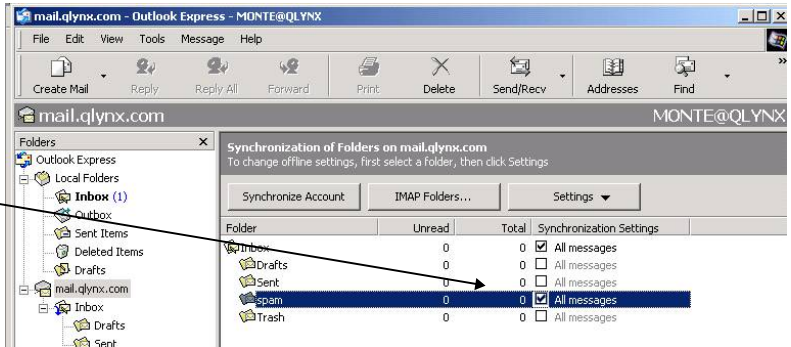 mail.qlynx.com - Outlook Express - MONTE@QLYNX
File Edit View Tools Message Help
Create Mail Reply Reply All Forward Print Delete Send/Recv Addresses Find »
mail.qlynx.com MONTE@QLYNX
Folders X
Outlook Express
Local Folders
Inbox (1)
Outbox
Sent Items
Deleted Items
Drafts
mail.qlynx.com
Inbox
Drafts
Sent
Synchronization of Folders on mail.qlynx.com
To change offline settings, first select a folder, then click Settings
Synchronize Account IMAP Folders... Settings
Folder Unread Total Synchronization Settings
Inbox 0 0 All messages
Drafts 0 0 All messages
Sent 0 0 All messages
spam 0 0 All messages
Trash 0 0 All messages